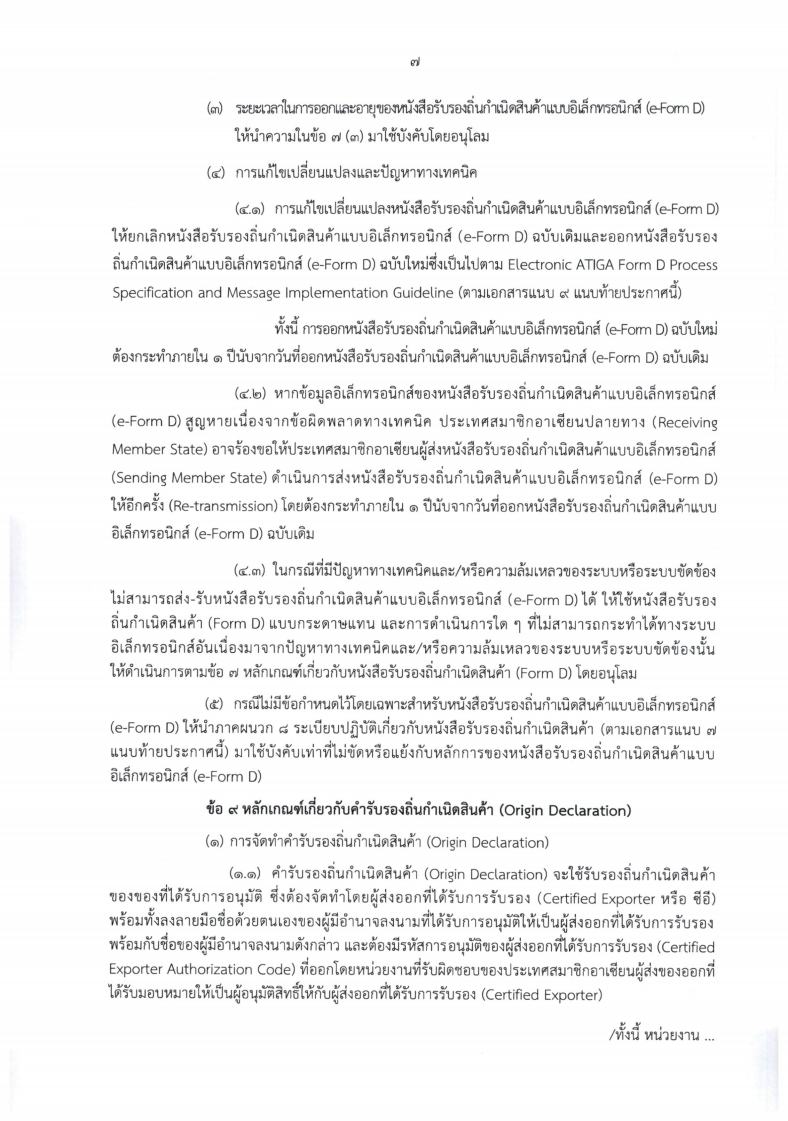 ๗
(๓) ระยะเวลาในการออกและอายุของหนังสือรับรองถิ่นกำเนิดสินค้าแบบอิเล็กทรอนิกส์ (e-Form D)
ให้นำความในข้อ ๗ (๓) มาใช้บังคับโดยอนุโลม
(๔) การแก้ไขเปลี่ยนแปลงและปัญหาทางเทคนิค
(๔.๑) การแก้ไขเปลี่ยนแปลงหนังสือรับรองถิ่นกำเนิดสินค้าแบบอิเล็กทรอนิกส์ (e-Form D)
ให้ยกเลิกหนังสือรับรองถิ่นกำเนิดสินค้าแบบอิเล็กทรอนิกส์ (e-Form D) ฉบับเดิมและออกหนังสือรับรอง
ถิ่นกำเนิดสินค้าแบบอิเล็กทรอนิกส์ (e-Form D) ฉบับใหม่ซึ่งเป็นไปตาม Electronic ATIGA Form D Process
Specification and Message Implementation Guideline (ตามเอกสารแนบ ๙ แนบท้ายประกาศนี้)
ทั้งนี้ การออกหนังสือรับรองถิ่นกำเนิดสินค้าแบบอิเล็กทรอนิกส์ (e-Form D) ฉบับใหม่
ต้องกระทำภายใน ๑ ปีนับจากวันที่ออกหนังสือรับรองถิ่นกำเนิดสินค้าแบบอิเล็กทรอนิกส์ (e-Form D) ฉบับเดิม
(๔.๒) หากข้อมูลอิเล็กทรอนิกส์ของหนังสือรับรองถิ่นกำเนิดสินค้าแบบอิเล็กทรอนิกส์
(e-Form D) สูญหายเนื่องจากข้อผิดพลาดทางเทคนิค ประเทศสมาชิกอาเซียนปลายทาง (Receiving
Member State) อาจร้องขอให้ประเทศสมาชิกอาเซียนผู้ส่งหนังสือรับรองถิ่นกำเนิดสินค้าแบบอิเล็กทรอนิกส์
(Sending Member State) ดำเนินการส่งหนังสือรับรองถิ่นกำเนิดสินค้าแบบอิเล็กทรอนิกส์ (e-Form D)
ให้อีกครั้ง (Re-transmission) โดยต้องกระทำภายใน ๑ ปีนับจากวันที่ออกหนังสือรับรองถิ่นกำเนิดสินค้าแบบ
อิเล็กทรอนิกส์ (e-Form D) ฉบับเดิม
(๔.๓) ในกรณีที่มีปัญหาทางเทคนิคและ/หรือความล้มเหลวของระบบหรือระบบขัดข้อง
ไม่สามารถส่ง-รับหนังสือรับรองถิ่นกำเนิดสินค้าแบบอิเล็กทรอนิกส์ (e-Form D) ได้ ให้ใช้หนังสือรับรอง
ถิ่นกำเนิดสินค้า (Form D) แบบกระดาษแทน และการดำเนินการใด ๆ ที่ไม่สามารถกระทำได้ทางระบบ
อิเล็กทรอนิกส์อันเนื่องมาจากปัญหาทางเทคนิคและ/หรือความล้มเหลวของระบบหรือระบบขัดข้องนั้น
ให้ดำเนินการตามข้อ ๗ หลักเกณฑ์เกี่ยวกับหนังสือรับรองถิ่นกำเนิดสินค้า (Form D) โดยอนุโลม
(๕) กรณีไม่มีข้อกำหนดไว้โดยเฉพาะสำหรับหนังสือรับรองถิ่นกำเนิดสินค้าแบบอิเล็กทรอนิกส์
(e-Form D) ให้นำภาคผนวก ๘ ระเบียบปฏิบัติเกี่ยวกับหนังสือรับรองถิ่นกำเนิดสินค้า (ตามเอกสารแนบ ๗
แนบท้ายประกาศนี้) มาใช้บังคับเท่าที่ไม่ขัดหรือแย้งกับหลักการของหนังสือรับรองถิ่นกำเนิดสินค้าแบบ
อิเล็กทรอนิกส์ (e-Form D)
ข้อ ๙ หลักเกณฑ์เกี่ยวกับคำรับรองถิ่นกำเนิดสินค้า (Origin Declaration)
(๑) การจัดทำคำรับรองถิ่นกำเนิดสินค้า (Origin Declaration)
(๑.๑) คำรับรองถิ่นกำเนิดสินค้า (Origin Declaration) จะใช้รับรองถิ่นกำเนิดสินค้า
ของของที่ได้รับการอนุมัติ ซึ่งต้องจัดทำโดยผู้ส่งออกที่ได้รับการรับรอง (Certified Exporter หรือ ซีอี)
พร้อมทั้งลงลายมือชื่อด้วยตนเองของผู้มีอำนาจลงนามที่ได้รับการอนุมัติให้เป็นผู้ส่งออกที่ได้รับการรับรอง
พร้อมกับชื่อของผู้มีอำนาจลงนามดังกล่าว และต้องมีรหัสการอนุมัติของผู้ส่งออกที่ได้รับการรับรอง (Certified
Exporter Authorization Code) ที่ออกโดยหน่วยงานที่รับผิดชอบของประเทศสมาชิกอาเซียนผู้ส่งของออกที่
ได้รับมอบหมายให้เป็นผู้อนุมัติสิทธิ์ให้กับผู้ส่งออกที่ได้รับการรับรอง (Certified Exporter)
/ทั้งนี้ หน่วยงาน ...